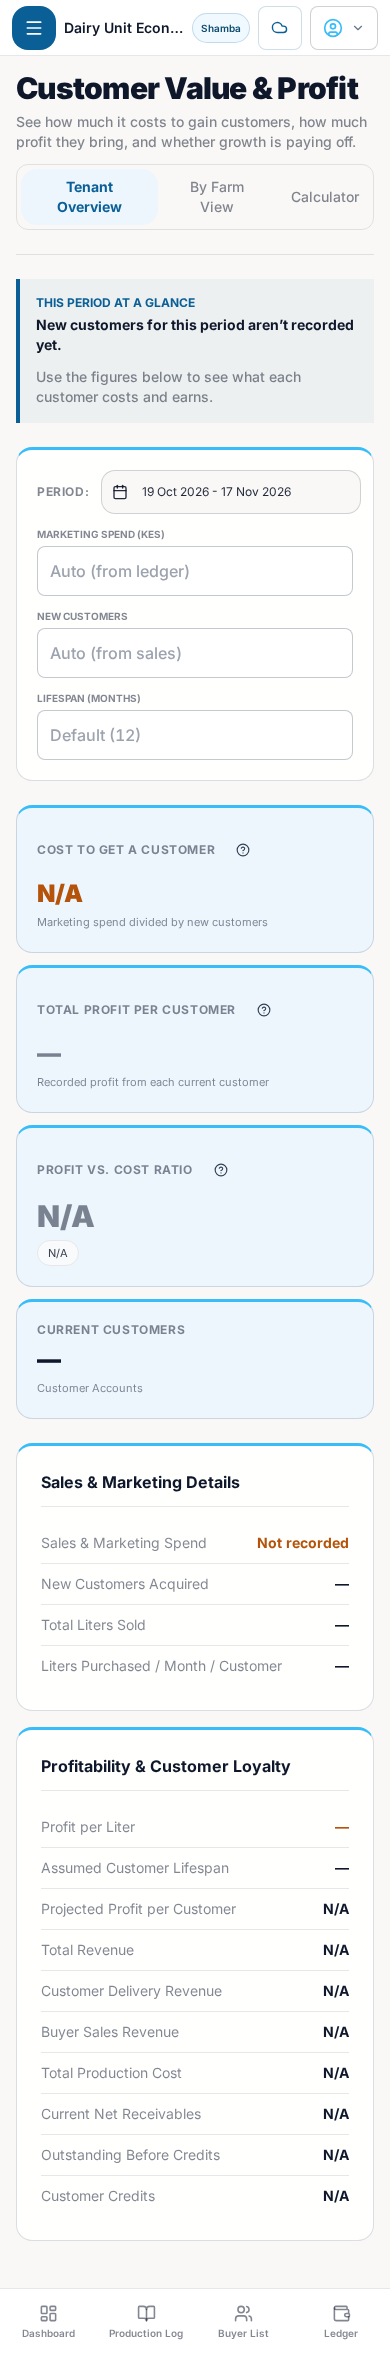 Dairy Unit Econ...
Shamba
Customer Value & Profit
See how much it costs to gain customers, how much
profit they bring, and whether growth is paying off.
Tenant
Overview
By Farm
View
Calculator
THIS PERIOD AT A GLANCE
New customers for this period aren’t recorded
yet.
Use the figures below to see what each
customer costs and earns.
PERIOD:
19 Oct 2026 - 17 Nov 2026
MARKETING SPEND (KES)
Auto (from ledger)
NEW CUSTOMERS
Auto (from sales)
LIFESPAN (MONTHS)
Default (12)
COST TO GET A CUSTOMER
N/A
Marketing spend divided by new customers
TOTAL PROFIT PER CUSTOMER
—
Recorded profit from each current customer
PROFIT VS. COST RATIO
N/A
N/A
CURRENT CUSTOMERS
—
Customer Accounts
Sales & Marketing Details
Sales & Marketing Spend Not recorded
New Customers Acquired —
Total Liters Sold —
Liters Purchased / Month / Customer —
Profitability & Customer Loyalty
Profit per Liter —
Assumed Customer Lifespan —
Projected Profit per Customer N/A
Total Revenue N/A
Customer Delivery Revenue N/A
Buyer Sales Revenue N/A
Total Production Cost N/A
Current Net Receivables N/A
Outstanding Before Credits N/A
Customer Credits N/A
Dashboard
Production Log
Buyer List
Ledger